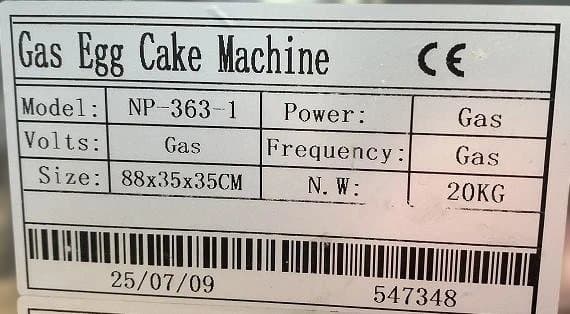 Gas Egg Cake Machine CE
Model: NP-363-1 Power: Gas
Volts: Gas Frequency: Gas
Size: 88x35x35CM N.W: 20KG
25/07/09 547348